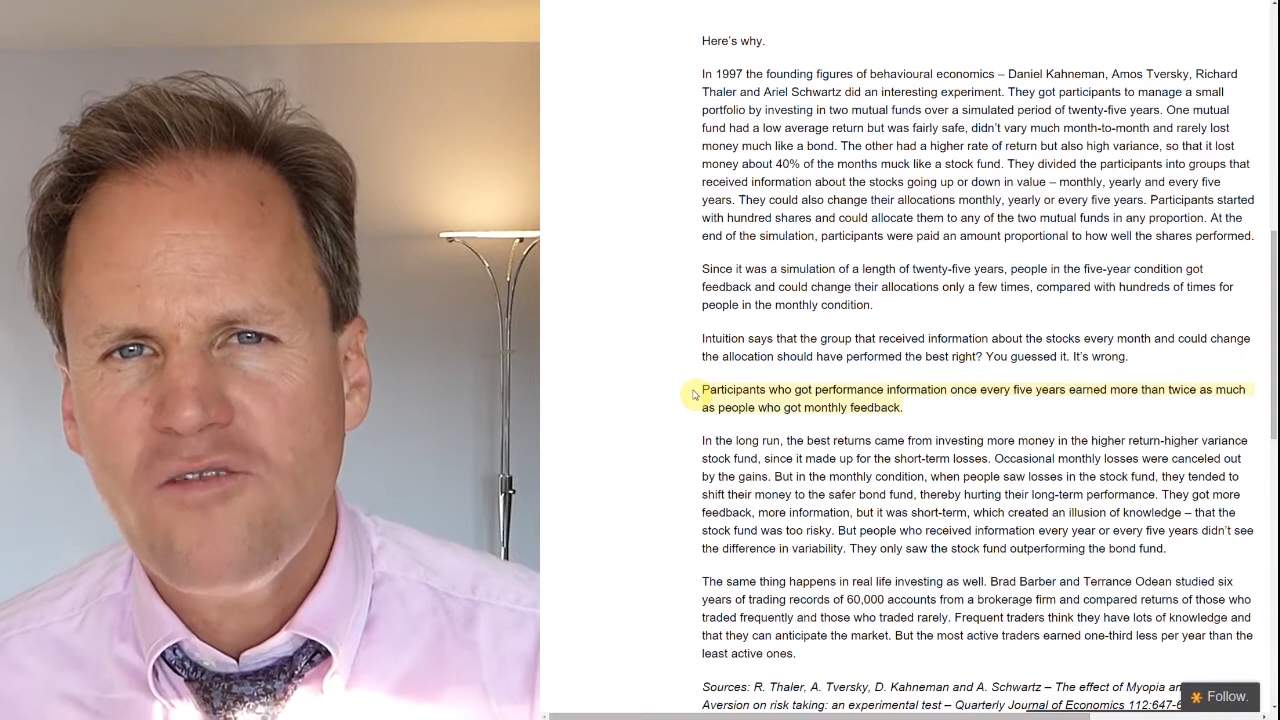 Here's why.
In 1997 the founding figures of behavioural economics – Daniel Kahneman, Amos Tversky, Richard
Thaler and Ariel Schwartz did an interesting experiment. They got participants to manage a small
portfolio by investing in two mutual funds over a simulated period of twenty-five years. One mutual
fund had a low average return but was fairly safe, didn't vary much month-to-month and rarely lost
money much like a bond. The other had a higher rate of return but also high variance, so that it lost
money about 40% of the months muck like a stock fund. They divided the participants into groups that
received information about the stocks going up or down in value – monthly, yearly and every five
years. They could also change their allocations monthly, yearly or every five years. Participants started
with hundred shares and could allocate them to any of the two mutual funds in any proportion. At the
end of the simulation, participants were paid an amount proportional to how well the shares performed.
Since it was a simulation of a length of twenty-five years, people in the five-year condition got
feedback and could change their allocations only a few times, compared with hundreds of times for
people in the monthly condition.
Intuition says that the group that received information about the stocks every month and could change
the allocation should have performed the best right? You guessed it. It's wrong.
Participants who got performance information once every five years earned more than twice as much
as people who got monthly feedback.
In the long run, the best returns came from investing more money in the higher return-higher variance
stock fund, since it made up for the short-term losses. Occasional monthly losses were canceled out
by the gains. But in the monthly condition, when people saw losses in the stock fund, they tended to
shift their money to the safer bond fund, thereby hurting their long-term performance. They got more
feedback, more information, but it was short-term, which created an illusion of knowledge – that the
stock fund was too risky. But people who received information every year or every five years didn't see
the difference in variability. They only saw the stock fund outperforming the bond fund.
The same thing happens in real life investing as well. Brad Barber and Terrance Odean studied six
years of trading records of 60,000 accounts from a brokerage firm and compared returns of those who
traded frequently and those who traded rarely. Frequent traders think they have lots of knowledge and
that they can anticipate the market. But the most active traders earned one-third less per year than the
least active ones.
Sources: R. Thaler, A. Tversky, D. Kahneman and A. Schwartz – The effect of Myopia
Aversion on risk taking: an experimental test – Quarterly Journal of Economics 112:647-
Follow.